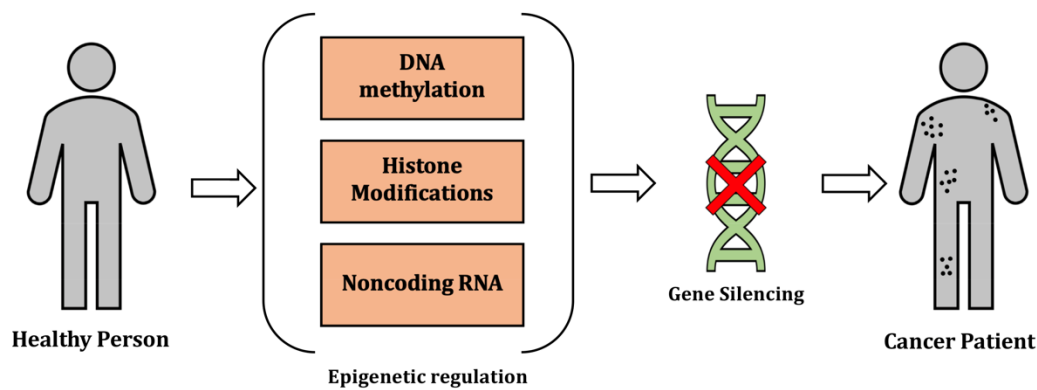 DNA
methylation
Histone
Modifications
Noncoding RNA
Healthy Person
Epigenetic regulation
Gene Silencing
Cancer Patient